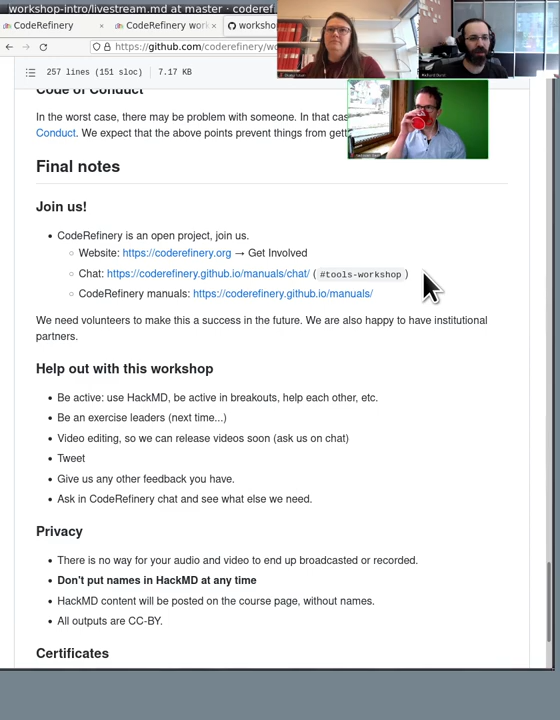 workshop-intro/livestream.md at master · coderef
CodeRefinery
CodeRefinery work
worksho
https://github.com/coderefinery/wo
257 lines (151 sloc)
7.17 KB
Code of Conduct
In the worst case, there may be problem with someone. In that cas
Conduct. We expect that the above points prevent things from gett
Final notes
Join us!
CodeRefinery is an open project, join us.
Website: https://coderefinery.org → Get Involved
Chat: https://coderefinery.github.io/manuals/chat/ ( #tools-workshop )
CodeRefinery manuals: https://coderefinery.github.io/manuals/
We need volunteers to make this a success in the future. We are also happy to have institutional
partners.
Help out with this workshop
Be active: use HackMD, be active in breakouts, help each other, etc.
Be an exercise leaders (next time...)
Video editing, so we can release videos soon (ask us on chat)
Tweet
Give us any other feedback you have.
Ask in CodeRefinery chat and see what else we need.
Privacy
There is no way for your audio and video to end up broadcasted or recorded.
Don't put names in HackMD at any time
HackMD content will be posted on the course page, without names.
All outputs are CC-BY.
Certificates